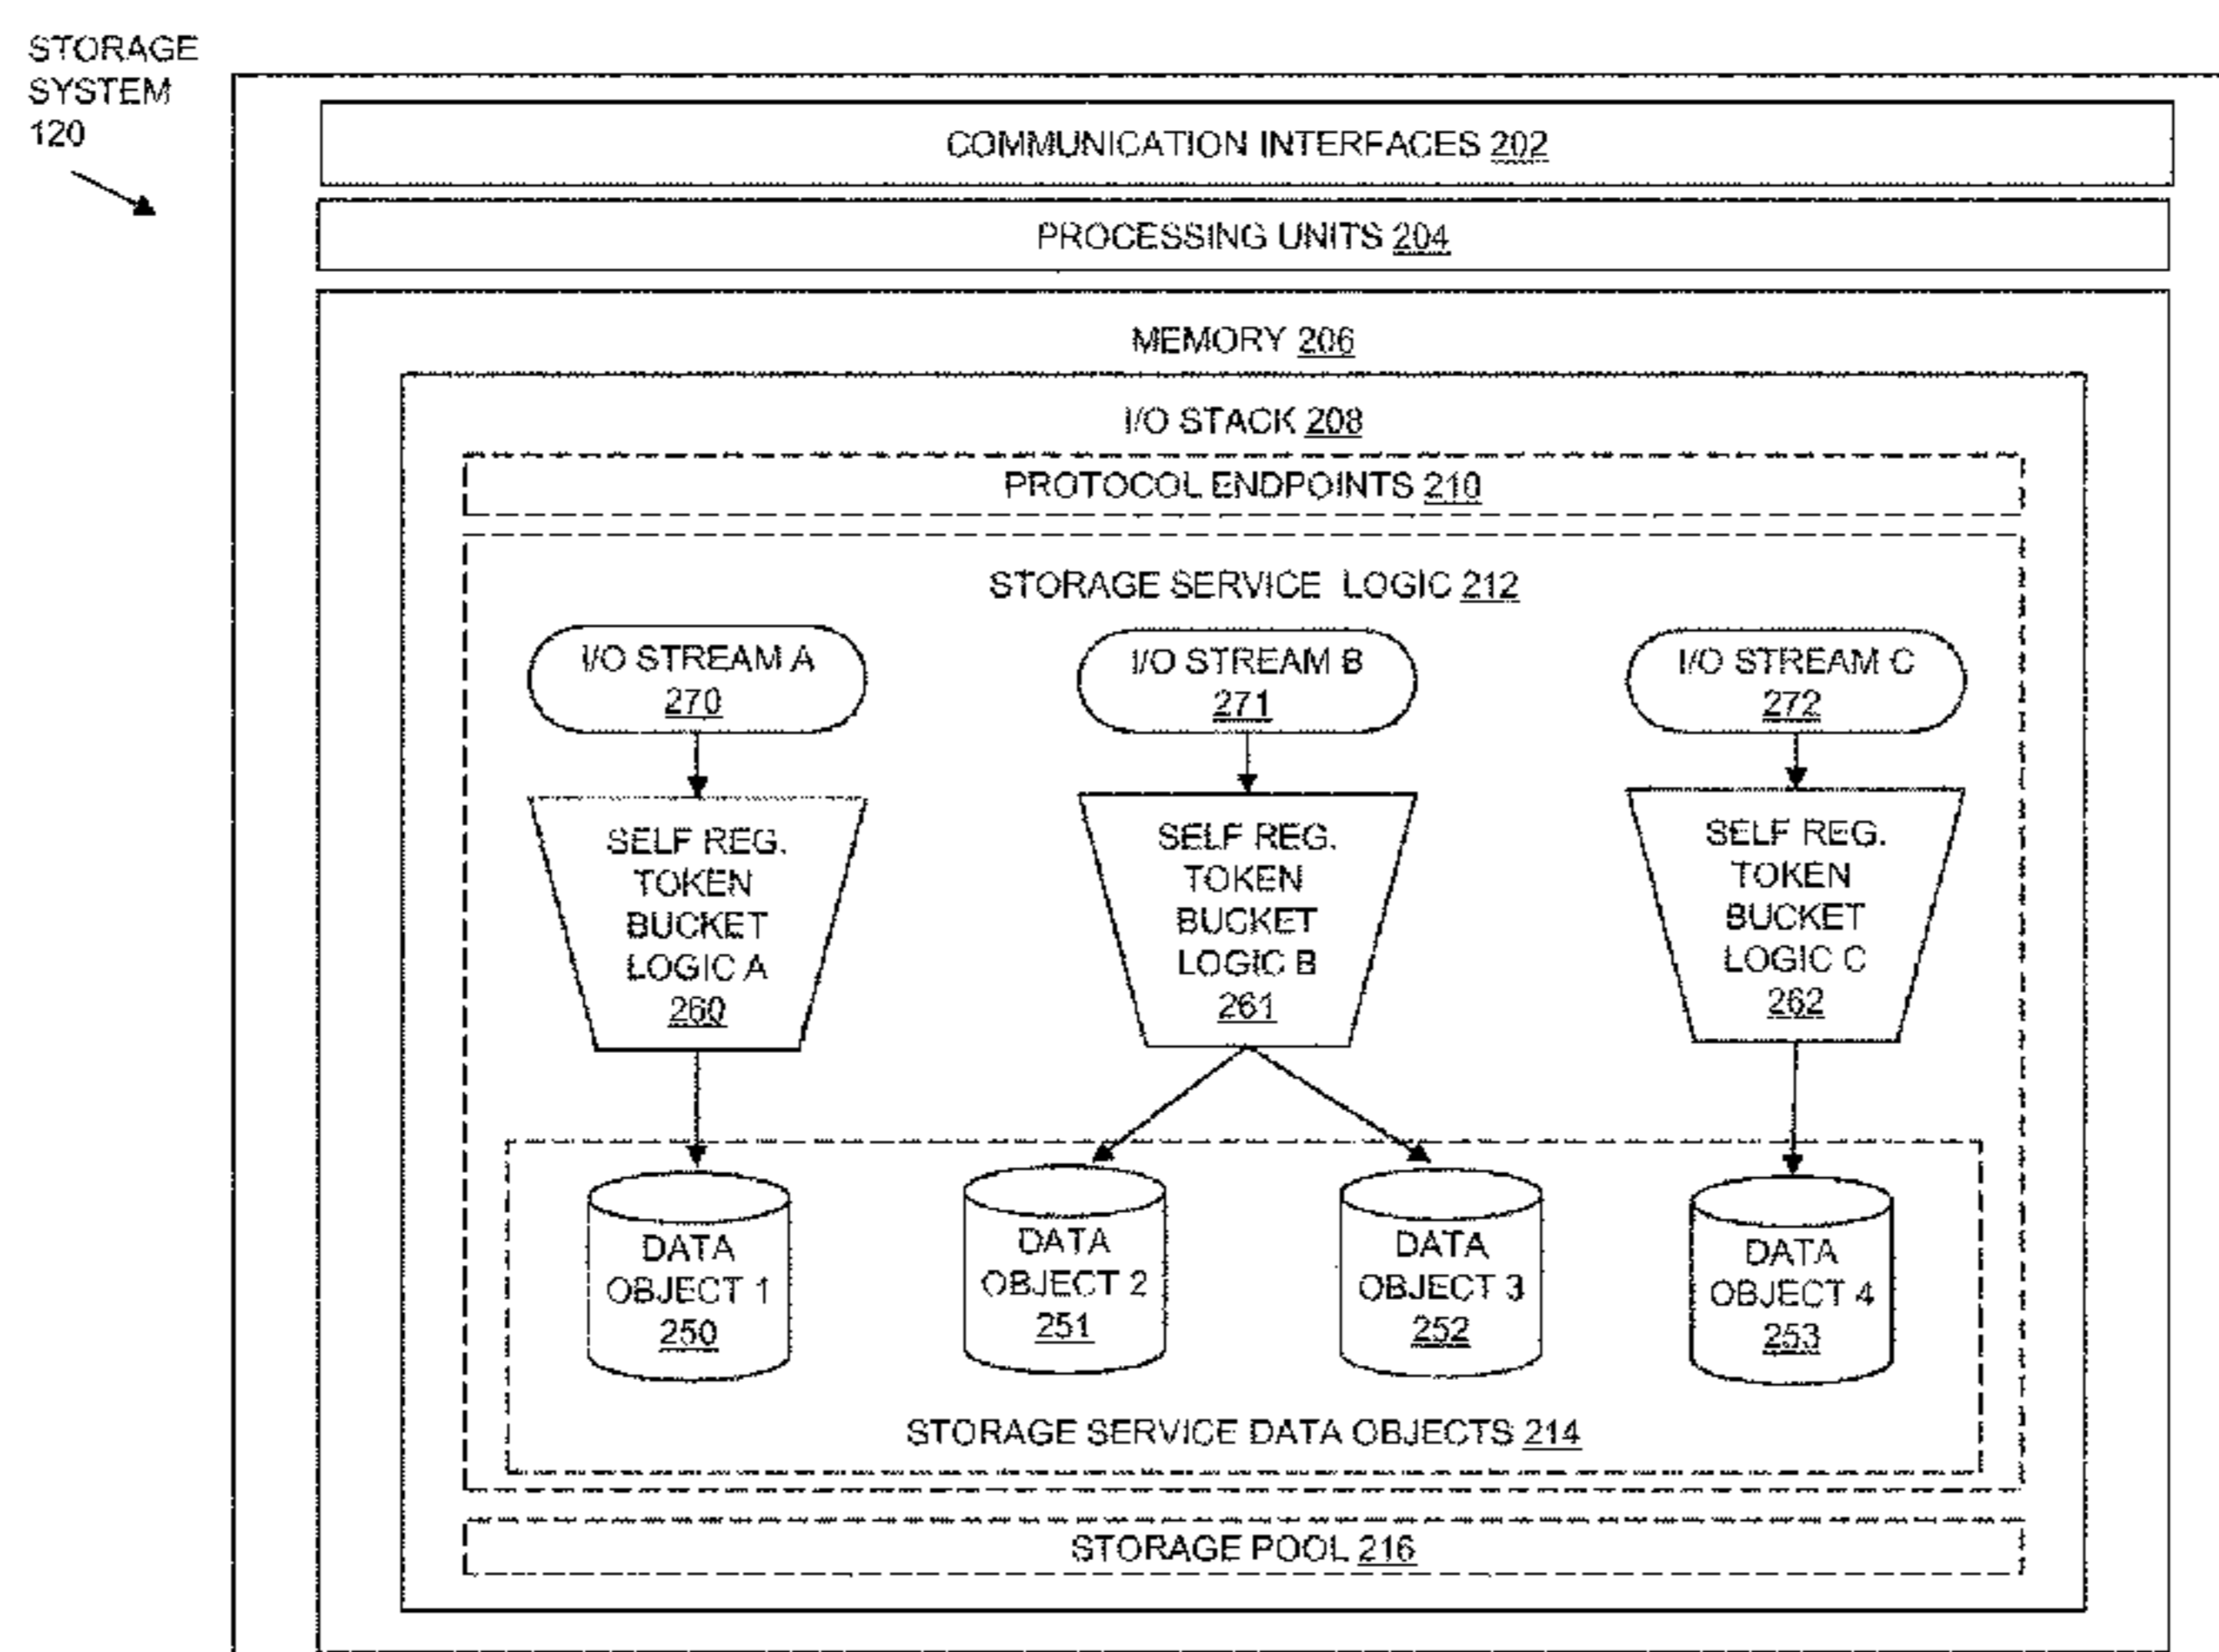 STORAGE
SYSTEM
120
COMMUNICATION INTERFACES 202
PROCESSING UNITS 204
MEMORY 206
I/O STACK 208
PROTOCOL ENDPOINTS 210
STORAGE SERVICE LOGIC 212
I/O STREAM A
270
I/O STREAM B
271
I/O STREAM C
272
SELF REG.
TOKEN
BUCKET
LOGIC A
260
SELF REG.
TOKEN
BUCKET
LOGIC B
261
SELF REG.
TOKEN
BUCKET
LOGIC C
262
DATA
OBJECT 1
250
DATA
OBJECT 2
251
DATA
OBJECT 3
252
DATA
OBJECT 4
253
STORAGE SERVICE DATA OBJECTS 214
STORAGE POOL 216